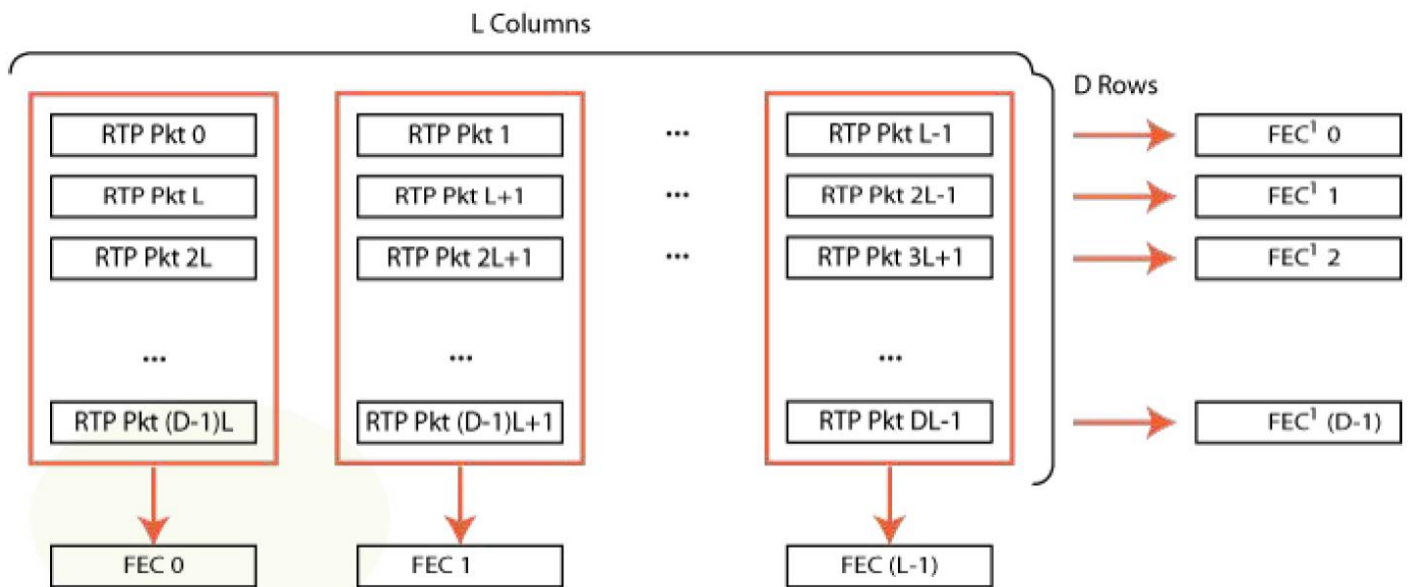 L Columns
D Rows
RTP Pkt 0 RTP Pkt 1 ... RTP Pkt L-1 FEC¹ 0
RTP Pkt L RTP Pkt L+1 ... RTP Pkt 2L-1 FEC¹ 1
RTP Pkt 2L RTP Pkt 2L+1 ... RTP Pkt 3L+1 FEC¹ 2
... ... ...
RTP Pkt (D-1)L RTP Pkt (D-1)L+1 RTP Pkt DL-1 FEC¹ (D-1)
FEC 0 FEC 1 FEC (L-1)